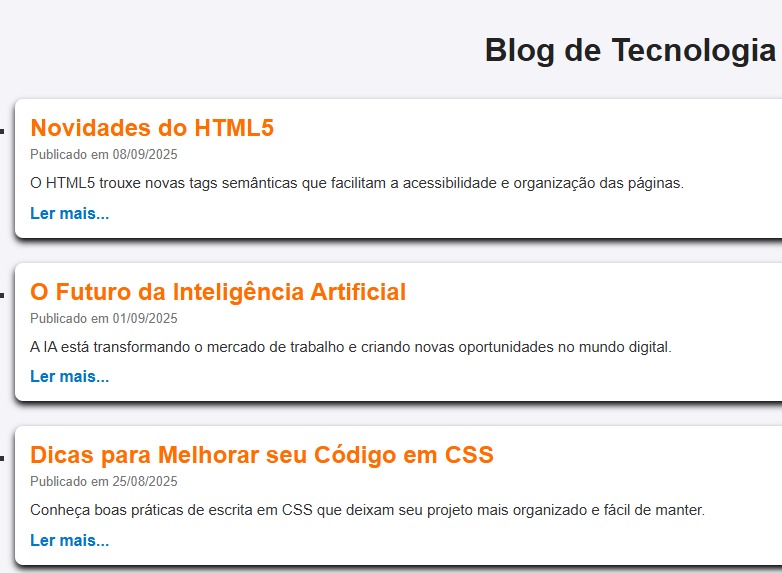 Blog de Tecnologia
Novidades do HTML5
Publicado em 08/09/2025
O HTML5 trouxe novas tags semânticas que facilitam a acessibilidade e organização das páginas.
Ler mais...
O Futuro da Inteligência Artificial
Publicado em 01/09/2025
A IA está transformando o mercado de trabalho e criando novas oportunidades no mundo digital.
Ler mais...
Dicas para Melhorar seu Código em CSS
Publicado em 25/08/2025
Conheça boas práticas de escrita em CSS que deixam seu projeto mais organizado e fácil de manter.
Ler mais...